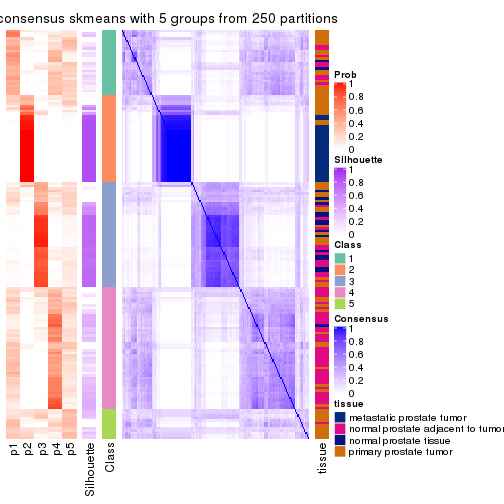 consensus skmeans with 5 groups from 250 partitions
Prob
1
0.8
0.6
0.4
0.2
0
Silhouette
1
0.8
0.6
0.4
0.2
0
Class
1
2
3
4
5
Consensus
1
0.8
0.6
0.4
0.2
0
tissue
metastatic prostate tumor
normal prostate adjacent to tumor
normal prostate tissue
primary prostate tumor
p1
p2
p3
p4
p5
Silhouette
Class
tissue